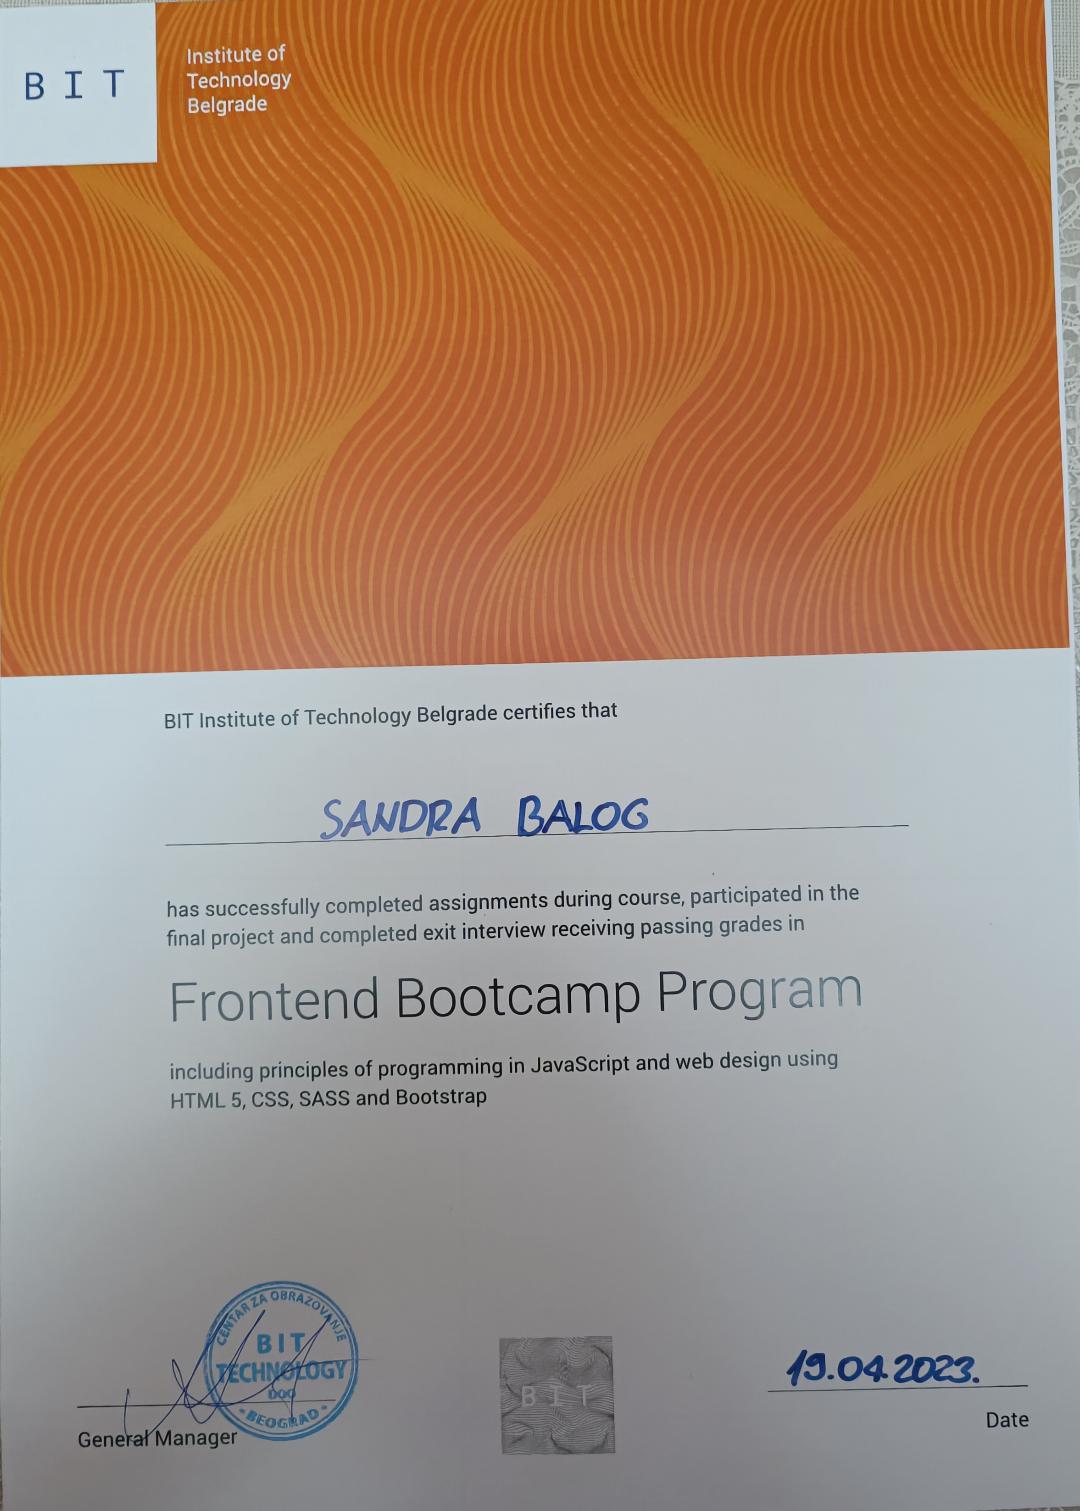 BIT
Institute of
Technology
Belgrade
BIT Institute of Technology Belgrade certifies that
SANDRA BALOG
has successfully completed assignments during course, participated in the
final project and completed exit interview receiving passing grades in
Frontend Bootcamp Program
including principles of programming in JavaScript and web design using
HTML 5, CSS, SASS and Bootstrap
CENTAR ZA OBRAZOVANJE
BIT
TECHNOLOGY
DOO
BEOGRAD
General Manager
BIT
19.04.2023.
Date